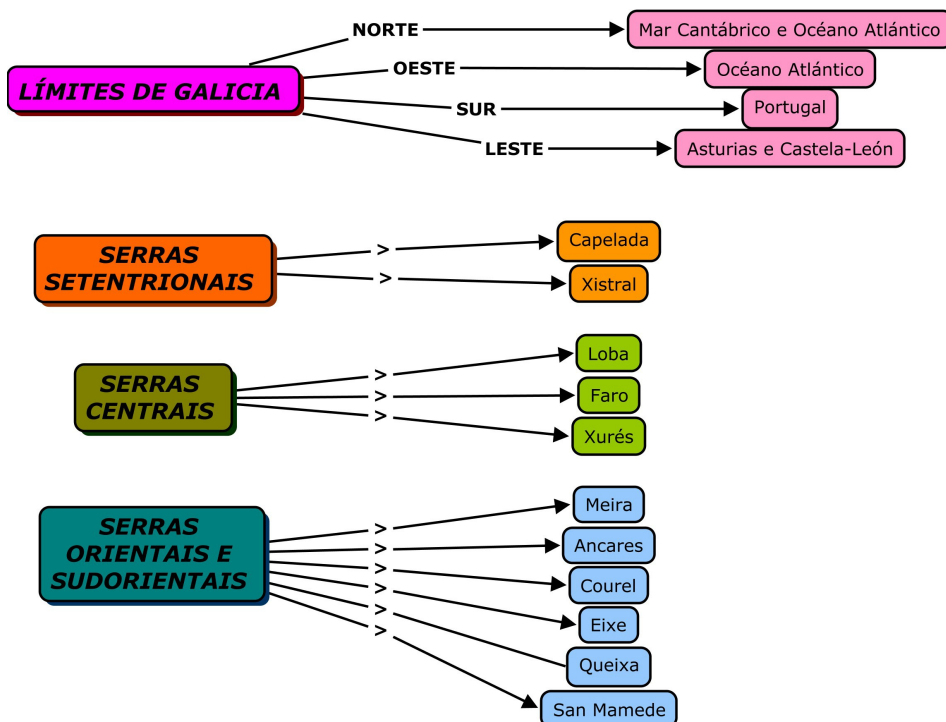 LÍMITES DE GALICIA
NORTE
Mar Cantábrico e Océano Atlántico
OESTE
Océano Atlántico
SUR
Portugal
LESTE
Asturias e Castela-León
SERRAS
SETENTRIONAIS
>
Capelada
>
Xistral
SERRAS
CENTRAIS
>
Loba
>
Faro
>
Xurés
SERRAS
ORIENTAIS E
SUDORIENTAIS
>
Meira
>
Ancares
>
Courel
>
Eixe
>
Queixa
>
San Mamede